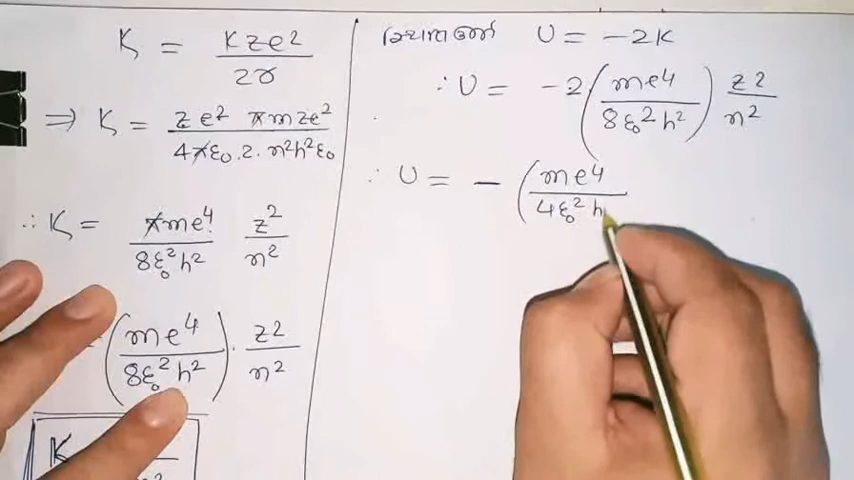 K = Kze²/2r
⇒ K = ze² πmze²/4πε₀.2.n²h²ε₀
∴ K = πme⁴/8ε₀²h² z²/n²
(me⁴/8ε₀²h²) . z²/n²
K
U = -2K
∴ U = -2(me⁴/8ε₀²h²) z²/n²
∴ U = -(me⁴/4ε₀²h